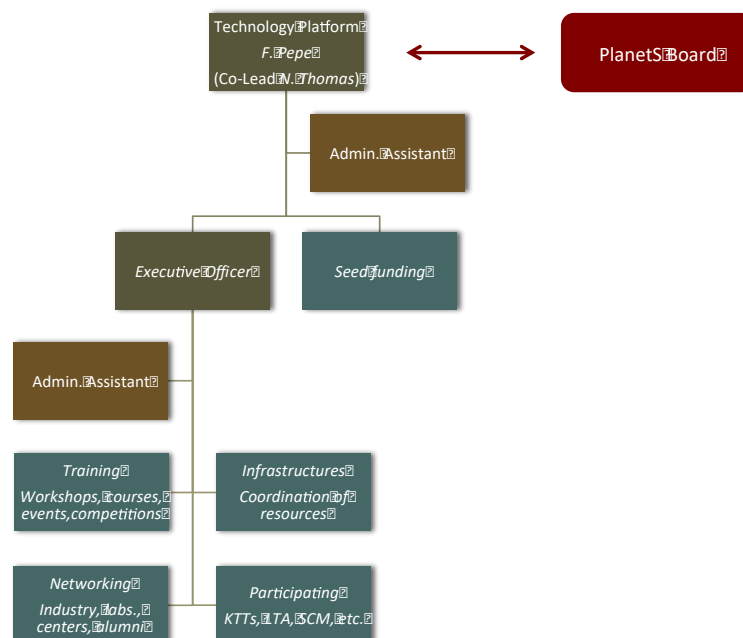 Technology Platform
F. Pepe
(Co-Lead N. Thomas)
PlanetS Board
Admin. Assistant
Executive Officer
Seed funding
Admin. Assistant
Training
Workshops, courses,
events,competitions
Infrastructures
Coordination of
resources
Networking
Industry, labs.,
centers, alumni
Participating
KTTs, LTA, SCM, etc.